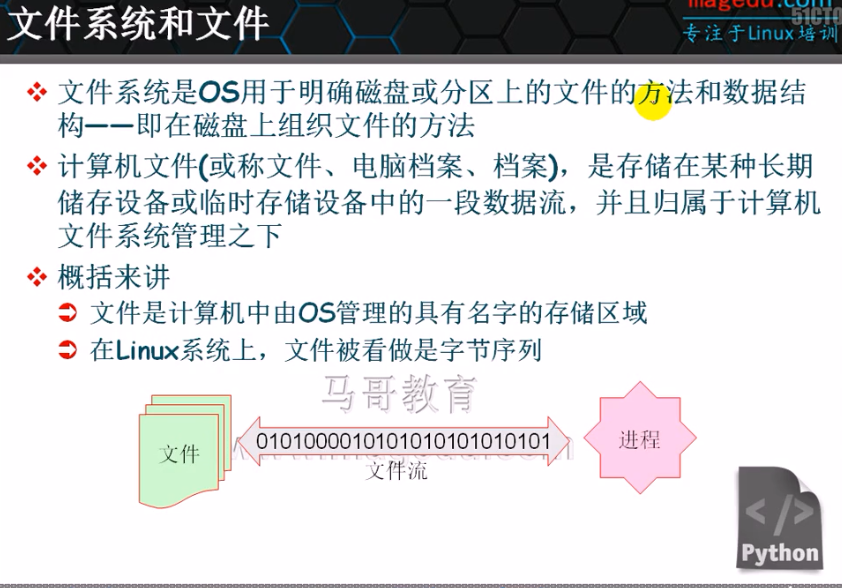 文件系统和文件
magedu.com
51CTO
专注于Linux培训
文件系统是OS用于明确磁盘或分区上的文件的方法和数据结
构——即在磁盘上组织文件的方法
计算机文件(或称文件、电脑档案、档案)，是存储在某种长期
储存设备或临时存储设备中的一段数据流，并且归属于计算机
文件系统管理之下
概括来讲
文件是计算机中由OS管理的具有名字的存储区域
在Linux系统上，文件被看做是字节序列
马哥教育
文件
0101000010101010101010101
文件流
进程
</>
Python